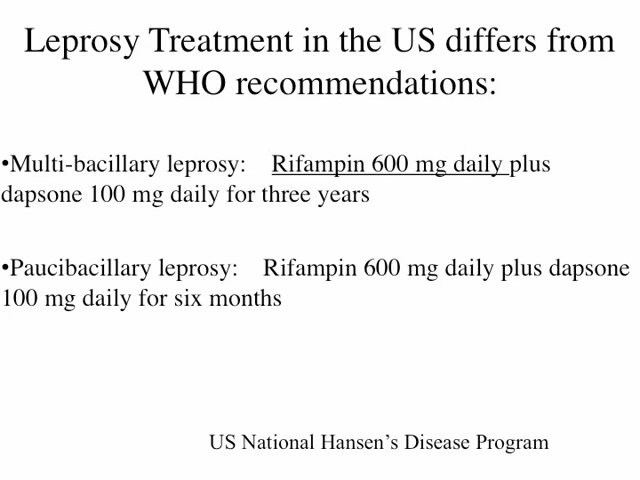 Leprosy Treatment in the US differs from
WHO recommendations:
•Multi-bacillary leprosy: Rifampin 600 mg daily plus
dapsone 100 mg daily for three years
•Paucibacillary leprosy: Rifampin 600 mg daily plus dapsone
100 mg daily for six months
US National Hansen’s Disease Program